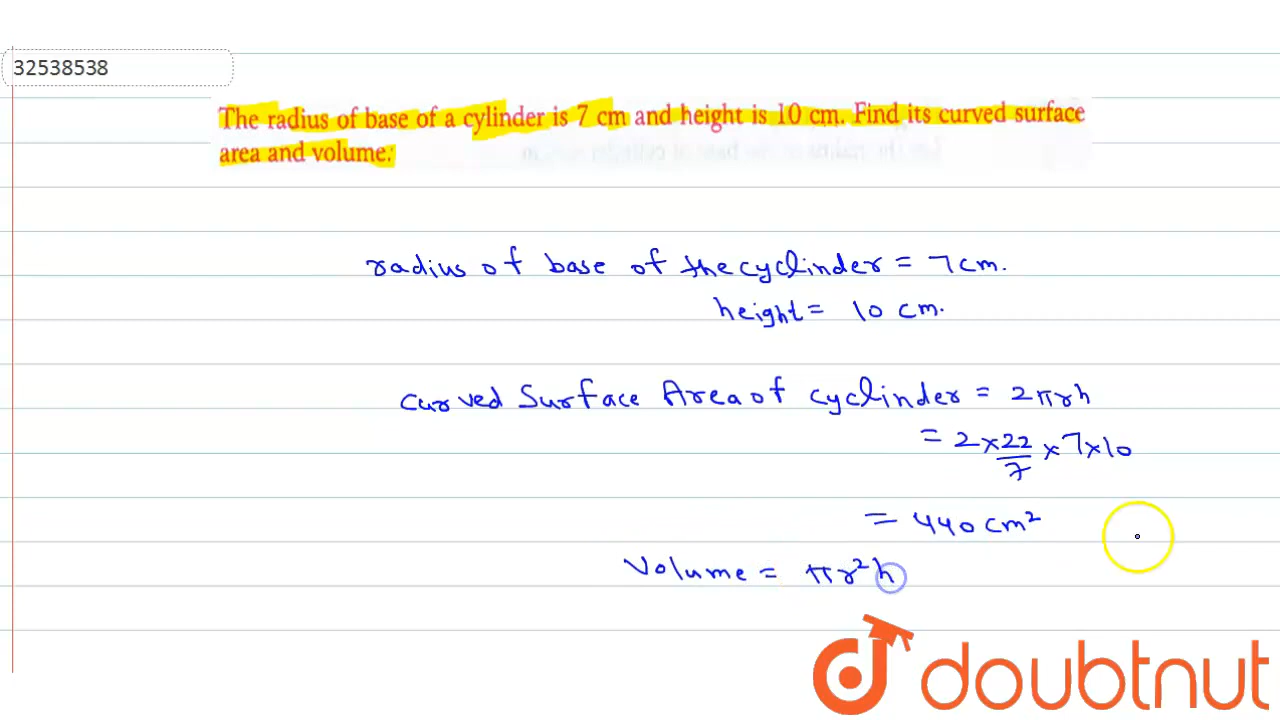 32538538
The radius of base of a cylinder is 7 cm and height is 10 cm. Find its curved surface
area and volume:
radius of base of the cyclinder = 7 cm.
height = 10 cm.
Curved Surface Area of cyclinder = 2πrh
= 2 × 22/7 × 7 × 10
= 440 cm²
Volume = πr²h
doubtnut